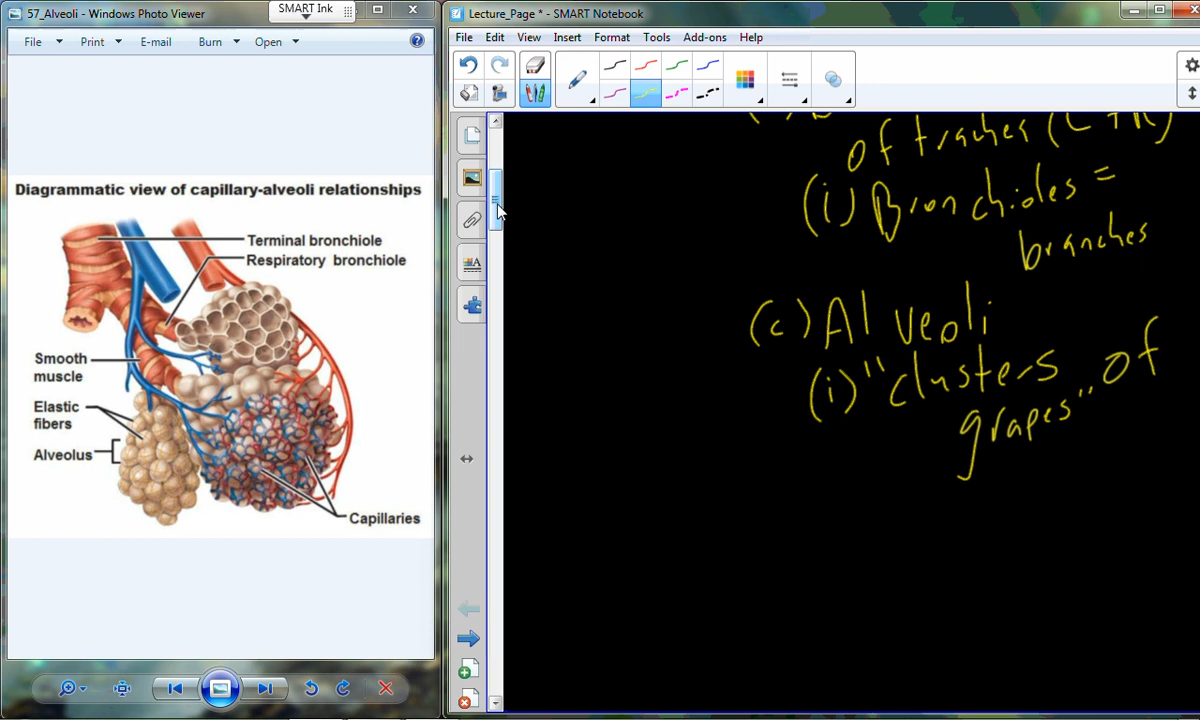 57_Alveoli - Windows Photo Viewer
SMART Ink
File Print E-mail Burn Open
Diagrammatic view of capillary-alveoli relationships
Terminal bronchiole
Respiratory bronchiole
Smooth
muscle
Elastic
fibers
Alveolus
Capillaries
Lecture_Page * - SMART Notebook
File Edit View Insert Format Tools Add-ons Help
of trachea (L + R)
(i) Bronchioles =
branches
(c) Alveoli
(i) "clusters of
grapes"